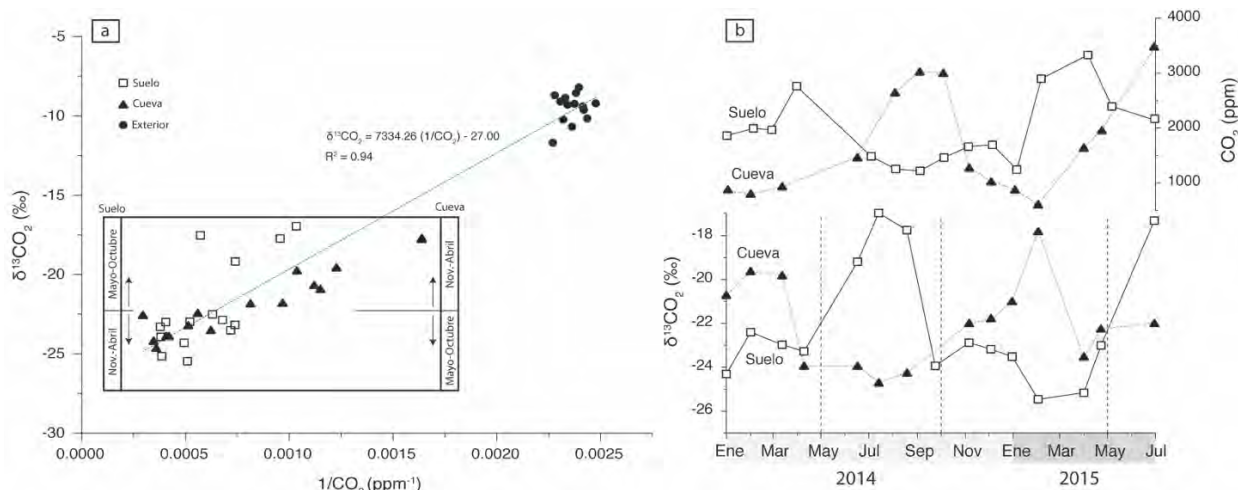 a
-5
-10
-15
-20
-25
-30
δ¹³CO₂ (‰)
Suelo
Cueva
Exterior
δ¹³CO₂ = 7334.26 (1/CO₂) - 27.00
R² = 0.94
Suelo
Cueva
Mayo-Octubre
Nov.-Abril
Nov.-Abril
Mayo-Octubre
0.0000 0.0005 0.0010 0.0015 0.0020 0.0025
1/CO₂ (ppm⁻¹)
b
4000
3000
2000
1000
CO₂ (ppm)
Suelo
Cueva
-18
-20
-22
-24
-26
δ¹³CO₂ (‰)
Cueva
Suelo
Ene Mar May Jul Sep Nov Ene Mar May Jul
2014 2015